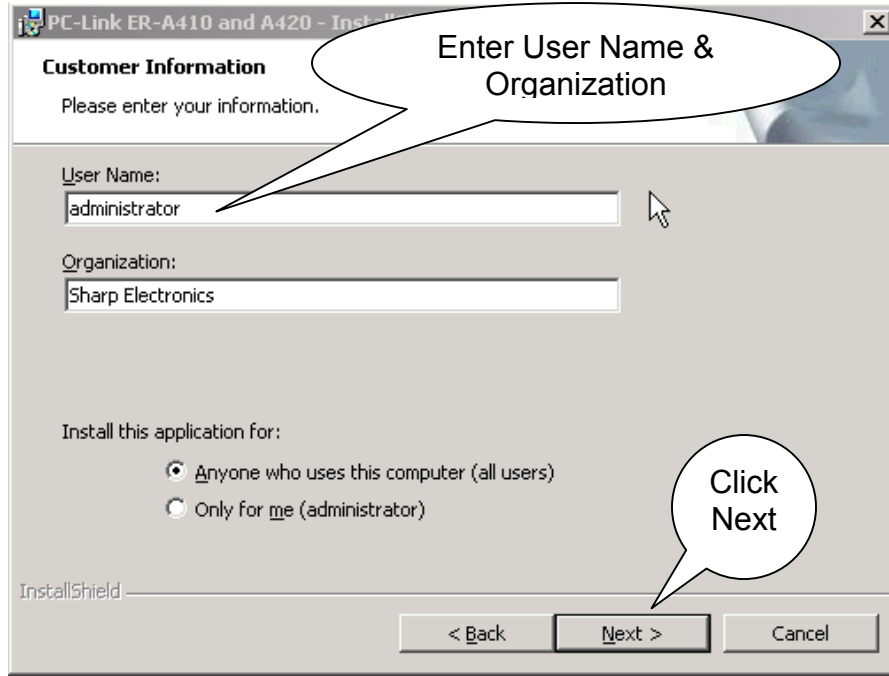 PC-Link ER-A410 and A420 -
Enter User Name &
Organization
Customer Information
Please enter your information.
User Name:
administrator
Organization:
Sharp Electronics
Install this application for:
Anyone who uses this computer (all users)
Only for me (administrator)
Click
Next
InstallShield
< Back
Next >
Cancel